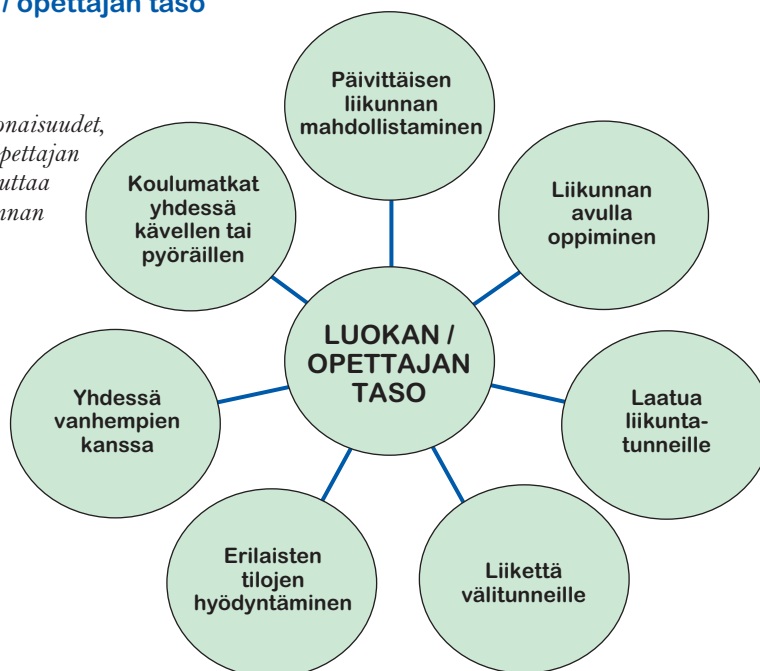 / opettajan taso
onaisuudet,
pettajan
uttaa
nnan
Päivittäisen
liikunnan
mahdollistaminen
Liikunnan
avulla
oppiminen
Laatua
liikunta-
tunneille
Liikettä
välitunneille
Erilaisten
tilojen
hyödyntäminen
Yhdessä
vanhempien
kanssa
Koulumatkat
yhdessä
kävellen tai
pyöräillen
LUOKAN /
OPETTAJAN
TASO